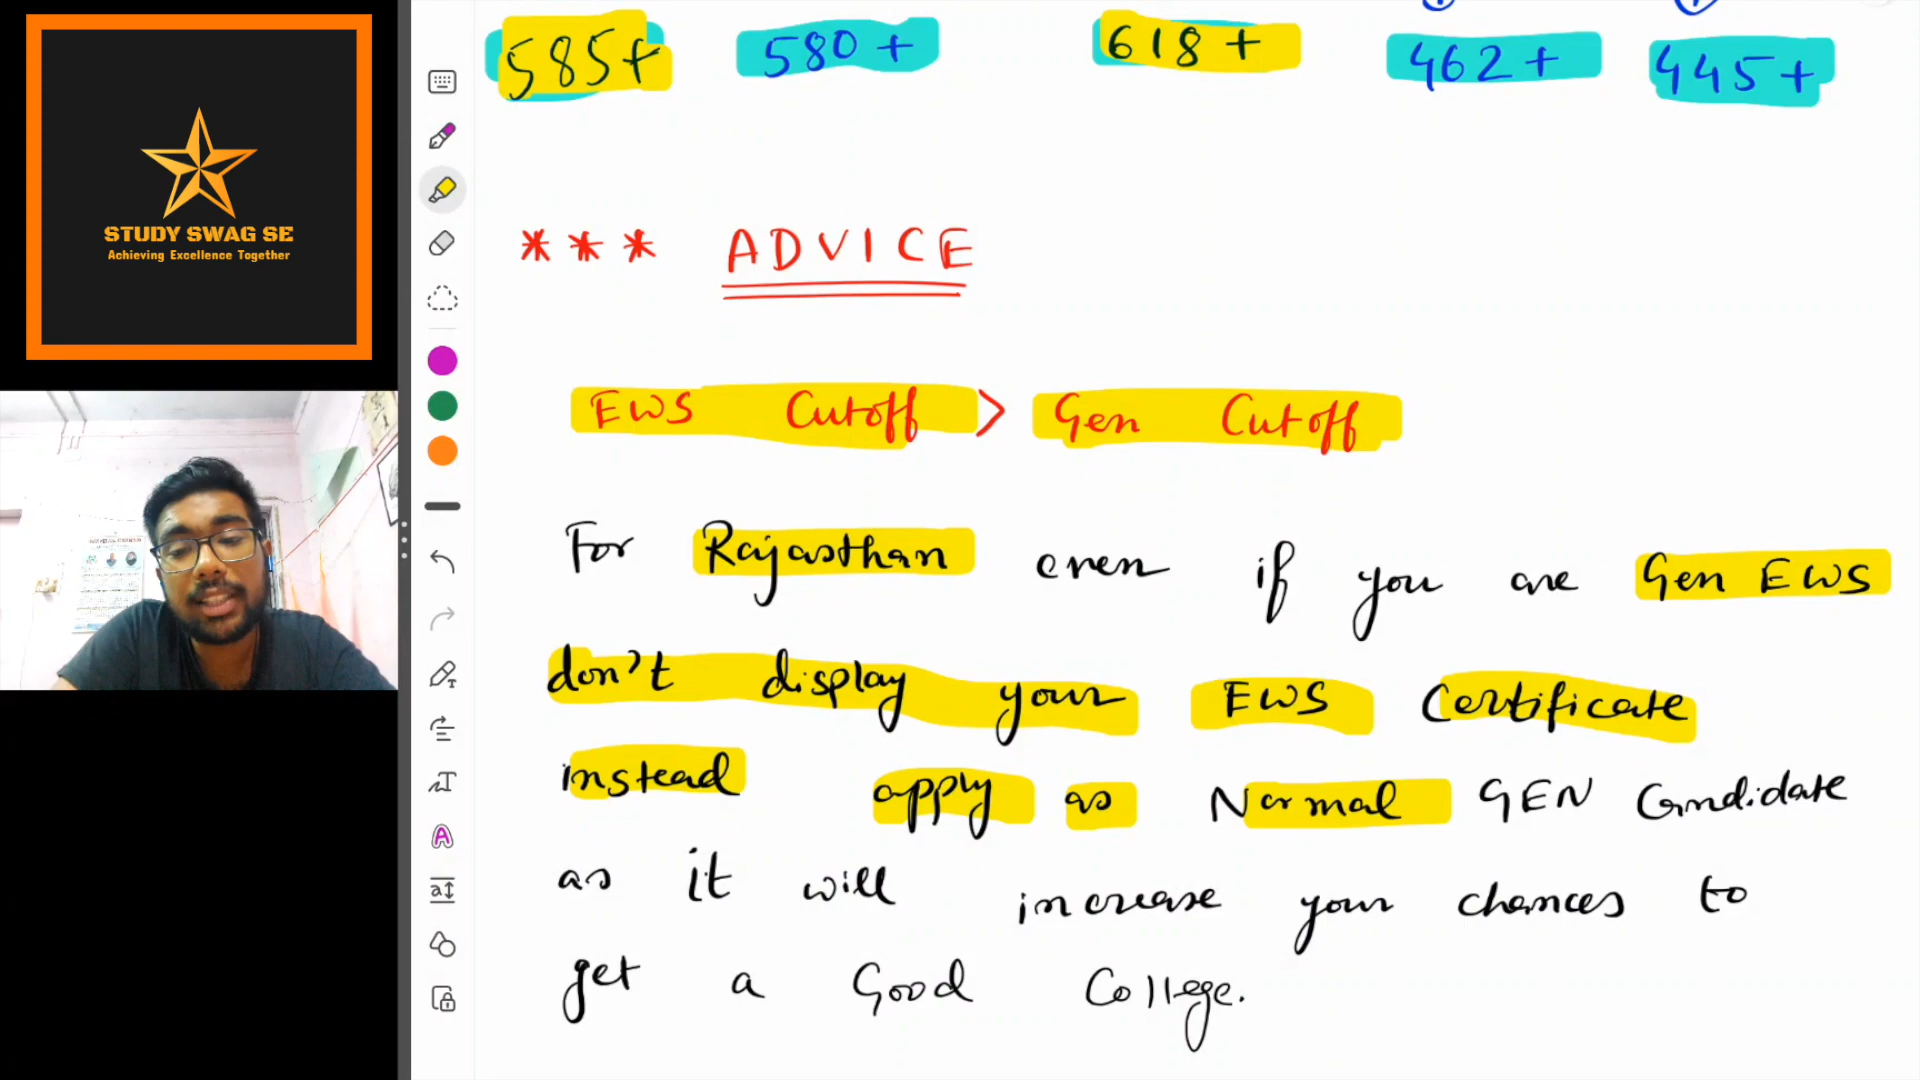 585+ 580+ 618+ 462+ 445+
STUDY SWAG SE
Achieving Excellence Together
*** ADVICE
EWS Cutoff > Gen Cutoff
For Rajasthan even if you are Gen EWS
don't display your EWS Certificate
instead apply as Normal GEN Candidate
as it will increase your chances to
get a Good College.